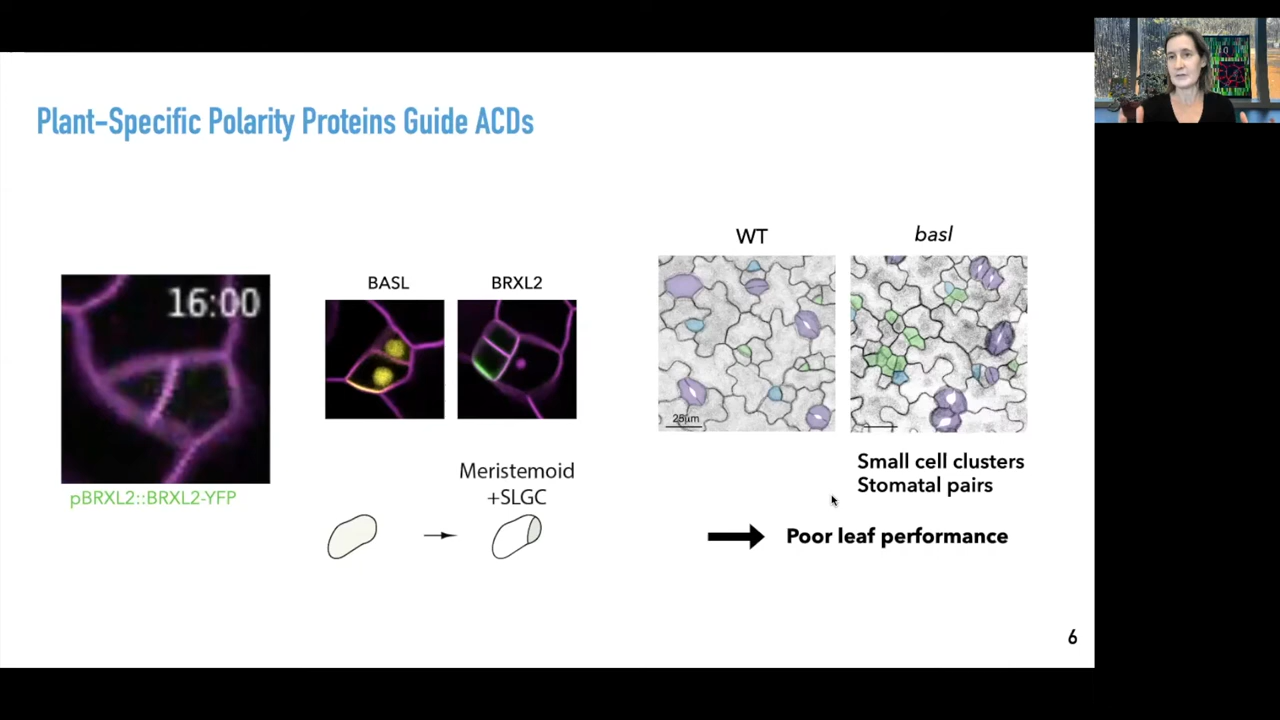 Plant-Specific Polarity Proteins Guide ACDs
16:00
pBRXL2::BRXL2-YFP
BASL
BRXL2
Meristemoid
+SLGC
WT
basl
25µm
Small cell clusters
Stomatal pairs
Poor leaf performance
6